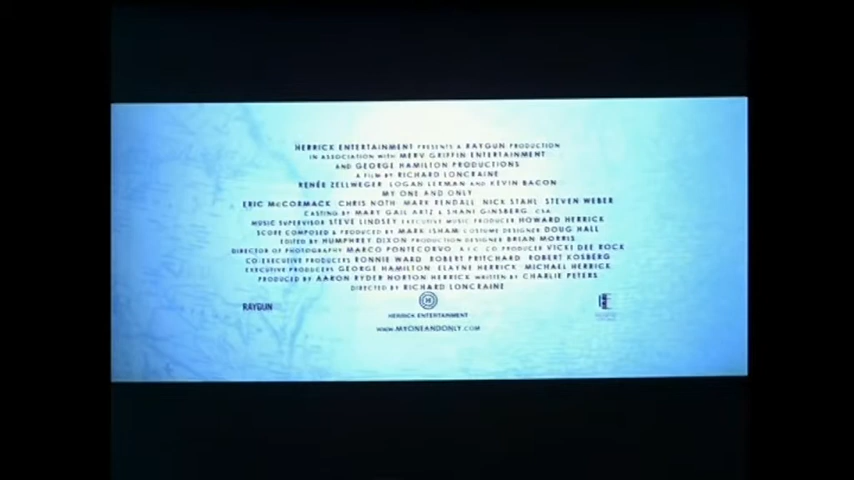 HERRICK ENTERTAINMENT PRESENTS A RAYGUN PRODUCTION
IN ASSOCIATION WITH MERV GRIFFIN ENTERTAINMENT
AND GEORGE HAMILTON PRODUCTIONS
A FILM BY RICHARD LONCRAINE
RENÉE ZELLWEGER LOGAN LERMAN AND KEVIN BACON
MY ONE AND ONLY
ERIC McCORMACK CHRIS NOTH MARK RENDALL NICK STAHL STEVEN WEBER
CASTING BY MARY GAIL ARTZ & SHANI GINSBERG, CSA
MUSIC SUPERVISOR STEVE LINDSEY EXECUTIVE MUSIC PRODUCER HOWARD HERRICK
SCORE COMPOSED & PRODUCED BY MARK ISHAM COSTUME DESIGNER DOUG HALL
EDITED BY HUMPHREY DIXON PRODUCTION DESIGNER BRIAN MORRIS
DIRECTOR OF PHOTOGRAPHY MARCO PONTECORVO A.I.C. CO PRODUCER VICKI DEE ROCK
CO-EXECUTIVE PRODUCERS RONNIE WARD ROBERT PRITCHARD ROBERT KOSBERG
EXECUTIVE PRODUCERS GEORGE HAMILTON ELAYNE HERRICK MICHAEL HERRICK
PRODUCED BY AARON RYDER NORTON HERRICK WRITTEN BY CHARLIE PETERS
DIRECTED BY RICHARD LONCRAINE
RAYGUN
HERRICK ENTERTAINMENT
WWW.MYONEANDONLY.COM